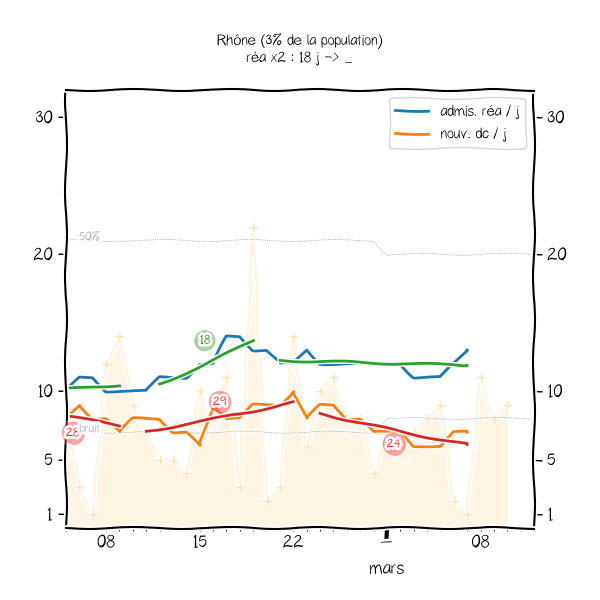 Rhône (3% de la population)
réa x2 : 18 j -> _
admis. réa / j
nouv. dc / j
30 30
50%
20 20
18
10 10
29
28 bruit
24
5 5
1 1
08 15 22 1 08
mars